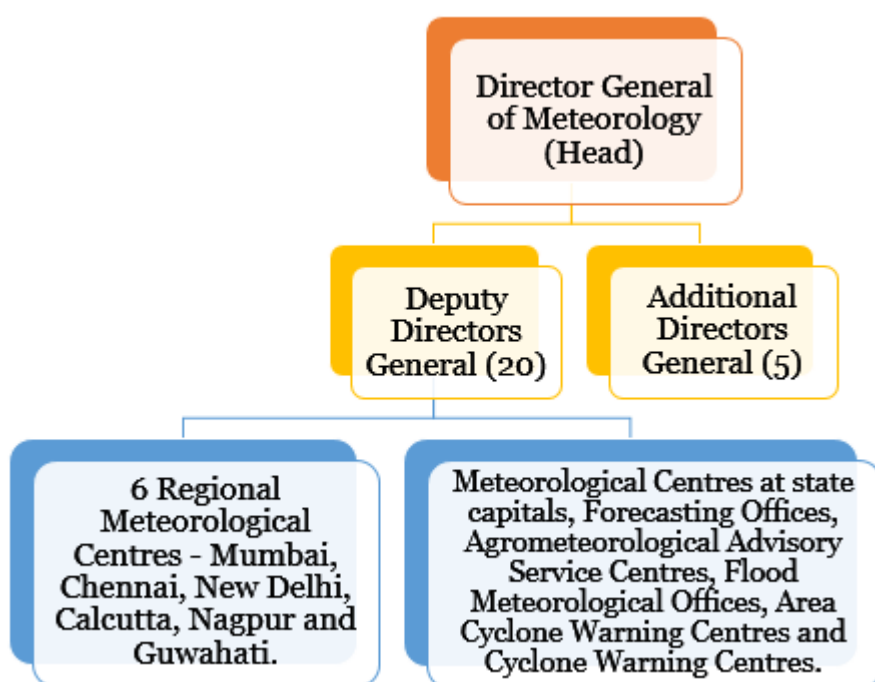 Director General
of Meteorology
(Head)
Deputy
Directors
General (20)
Additional
Directors
General (5)
6 Regional
Meteorological
Centres - Mumbai,
Chennai, New Delhi,
Calcutta, Nagpur and
Guwahati.
Meteorological Centres at state
capitals, Forecasting Offices,
Agrometeorological Advisory
Service Centres, Flood
Meteorological Offices, Area
Cyclone Warning Centres and
Cyclone Warning Centres.